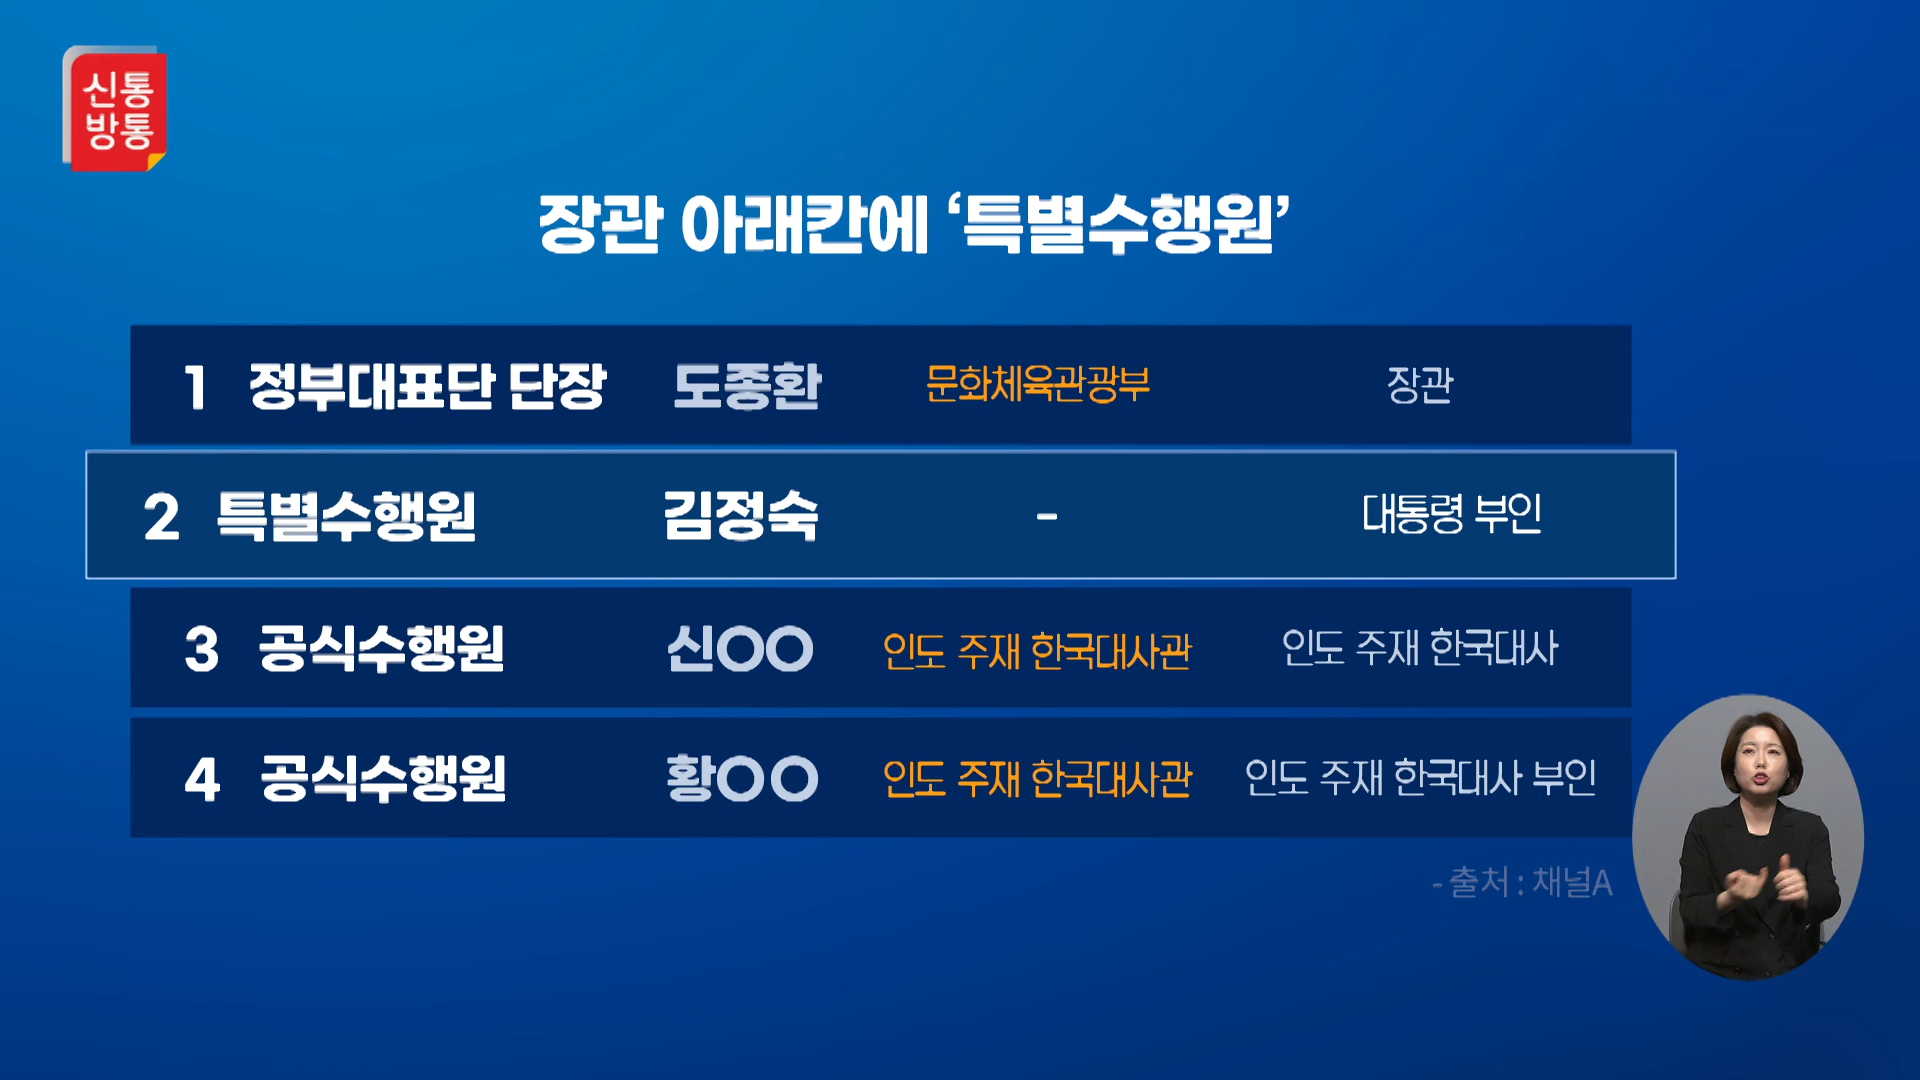 신통
방통
장관 아래칸에 ‘특별수행원’
1 정부대표단 단장 도종환 문화체육관광부 장관
2 특별수행원 김정숙 - 대통령 부인
3 공식수행원 신○○ 인도 주재 한국대사관 인도 주재 한국대사
4 공식수행원 황○○ 인도 주재 한국대사관 인도 주재 한국대사 부인
- 출처 : 채널A